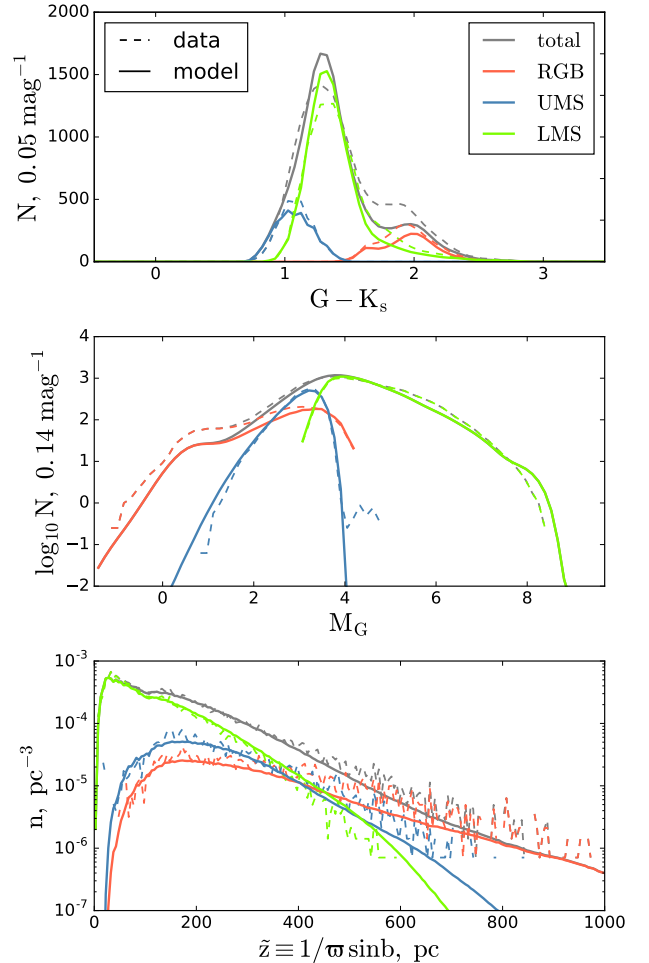 2000
1500
1000
500
0
N, 0.05 mag⁻¹
data
model
total
RGB
UMS
LMS
0 1 2 3
G − Kₛ
4
3
2
1
0
−1
−2
log₁₀ N, 0.14 mag⁻¹
0 2 4 6 8
M_G
10⁻³
10⁻⁴
10⁻⁵
10⁻⁶
10⁻⁷
n, pc⁻³
0 200 400 600 800 1000
z̃ ≡ 1/ϖ sinb, pc